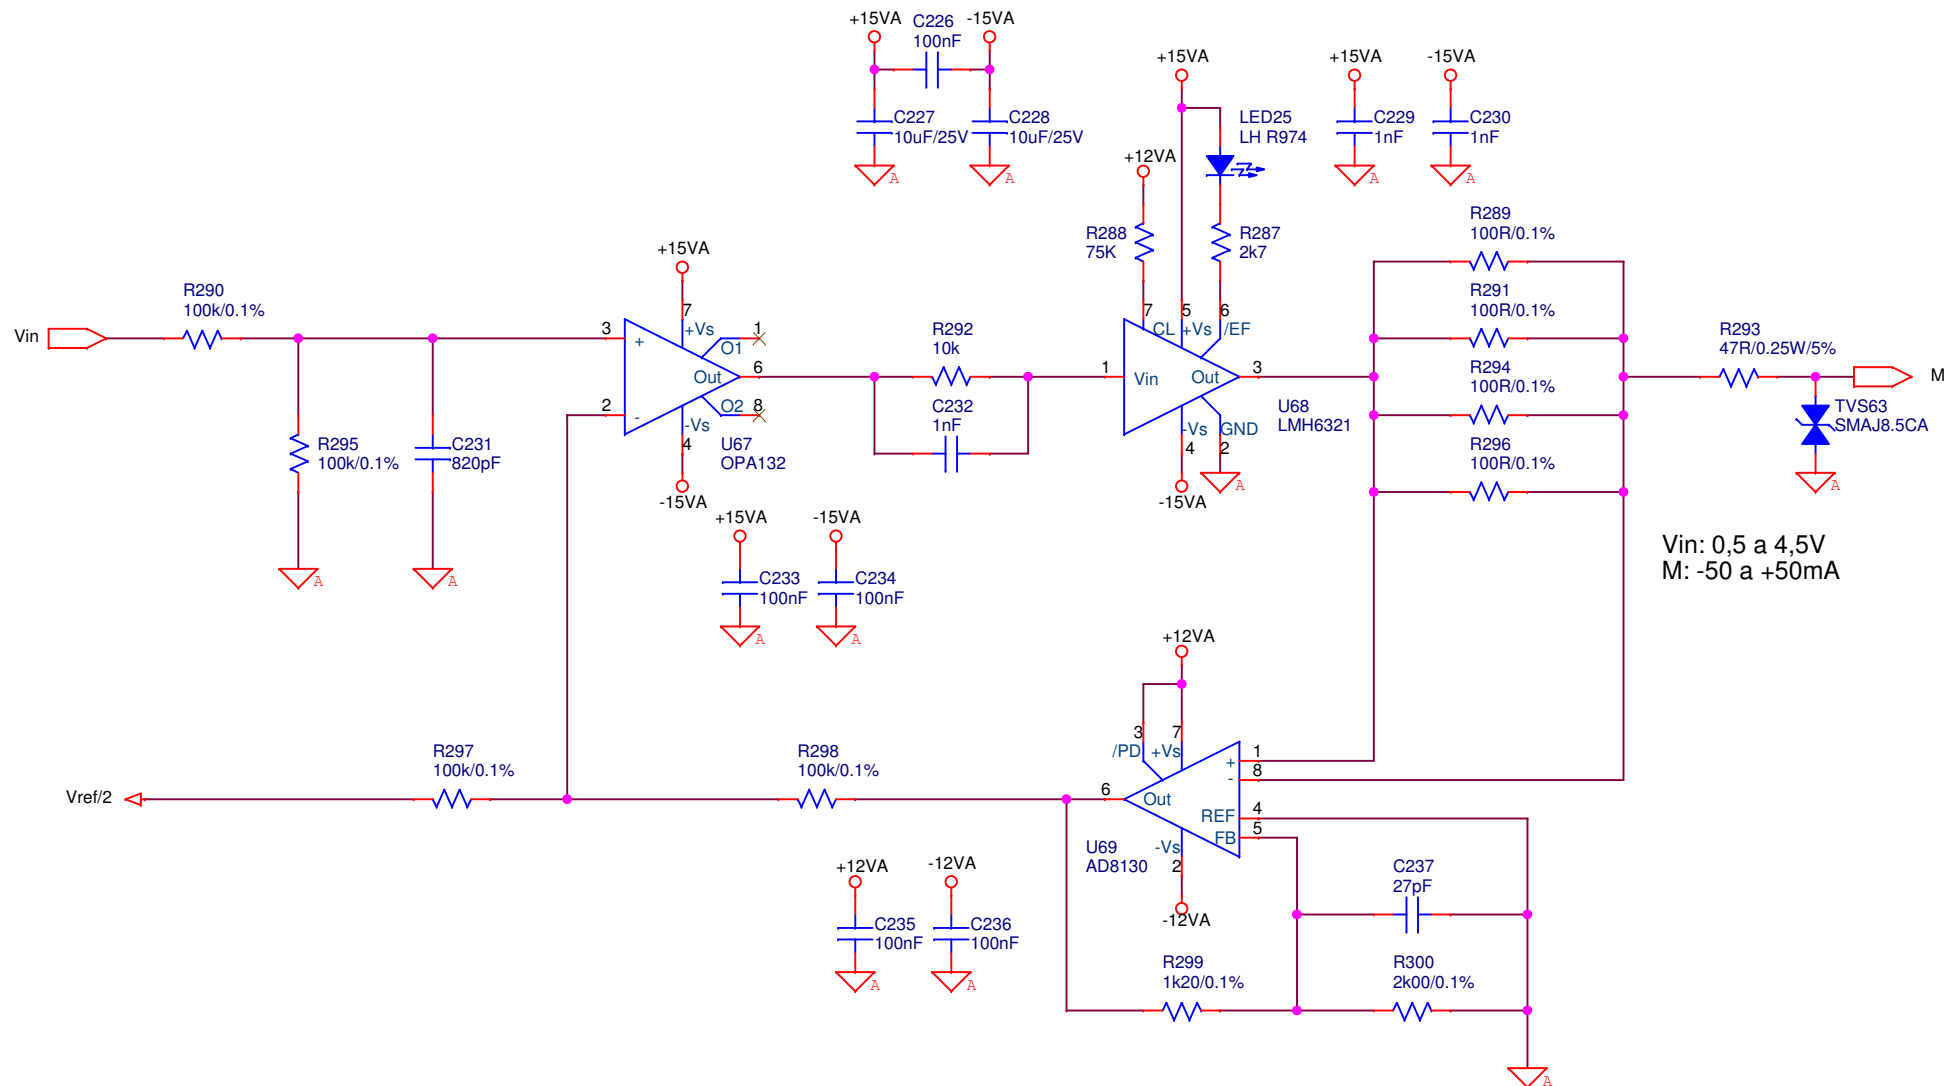 +15VA
C226
-15VA
100nF
C227
10uF/25V
C228
10uF/25V
A
A
+15VA
LED25
LH R974
+15VA
-15VA
C229
1nF
C230
1nF
A
A
+12VA
R288
75K
R287
2k7
R289
100R/0.1%
R291
100R/0.1%
R294
100R/0.1%
R296
100R/0.1%
R293
47R/0.25W/5%
M
TVS63
SMAJ8.5CA
A
Vin
R290
100k/0.1%
R295
100k/0.1%
C231
820pF
A
A
+15VA
7
+Vs
3
+
1
O1
Out
6
2
-
O2
8
-Vs
4
U67
OPA132
-15VA
R292
10k
C232
1nF
7
5
6
CL
+Vs
/EF
1
Vin
Out
3
-Vs
GND
4
2
U68
LMH6321
-15VA
A
+15VA
-15VA
C233
100nF
C234
100nF
A
A
Vin: 0,5 a 4,5V
M: -50 a +50mA
+12VA
3
7
/PD
+Vs
1
+
8
-
6
Out
REF
4
FB
5
-Vs
2
U69
AD8130
-12VA
Vref/2
R297
100k/0.1%
R298
100k/0.1%
+12VA
-12VA
C235
100nF
C236
100nF
A
A
C237
27pF
R299
1k20/0.1%
R300
2k00/0.1%
A